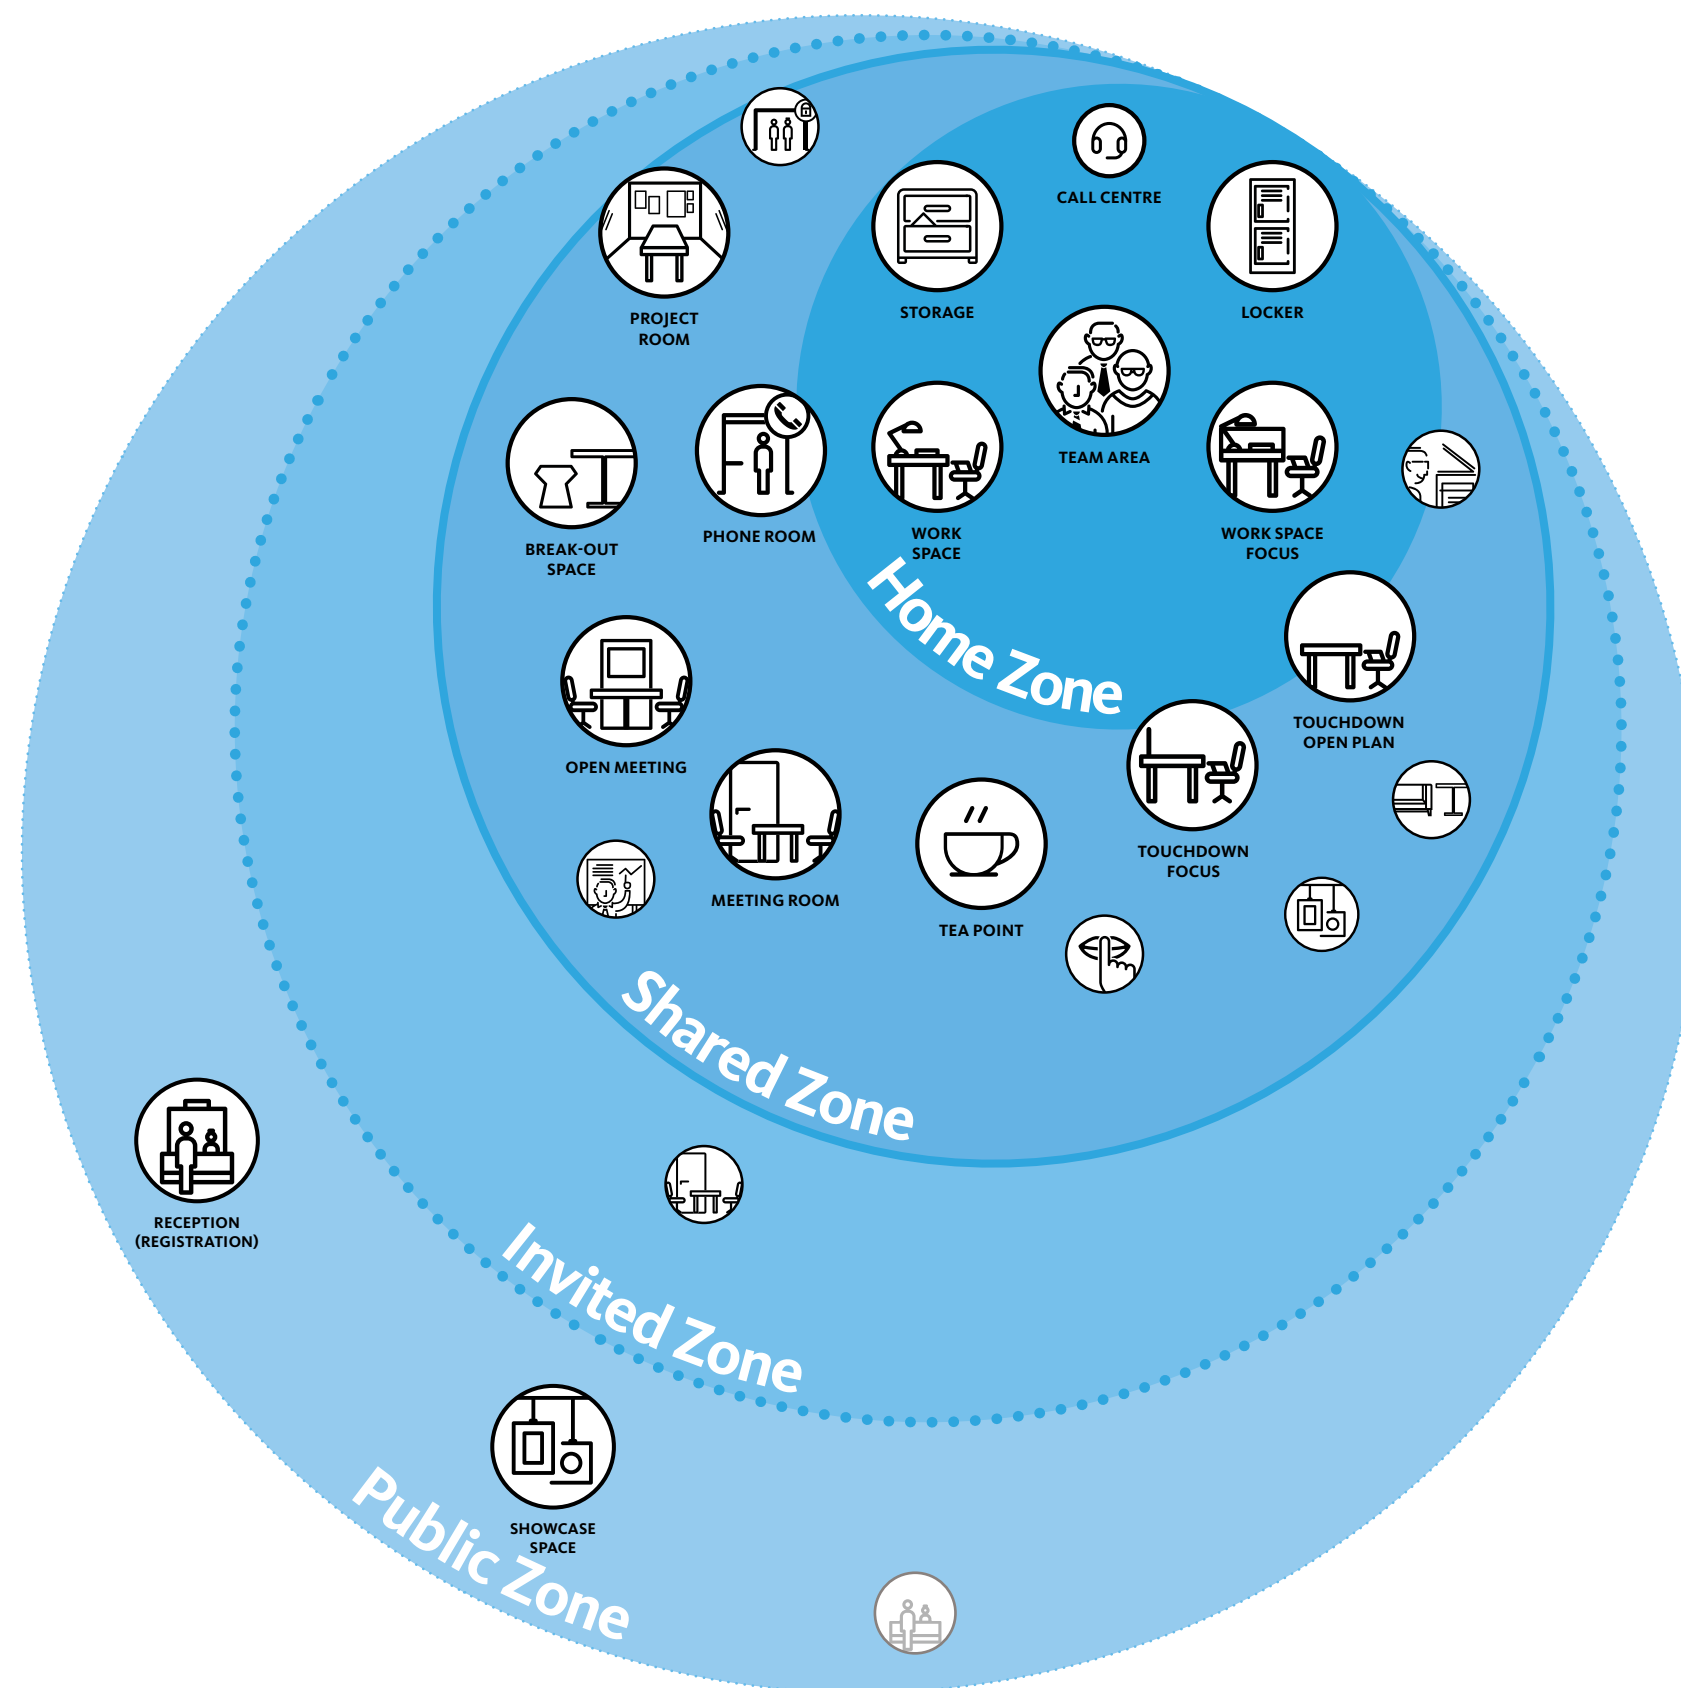 CALL CENTRE
STORAGE
LOCKER
PROJECT
ROOM
TEAM AREA
PHONE ROOM
WORK
SPACE
WORK SPACE
FOCUS
BREAK-OUT
SPACE
Home Zone
TOUCHDOWN
OPEN PLAN
OPEN MEETING
TOUCHDOWN
FOCUS
MEETING ROOM
TEA POINT
Shared Zone
RECEPTION
(REGISTRATION)
Invited Zone
SHOWCASE
SPACE
Public Zone